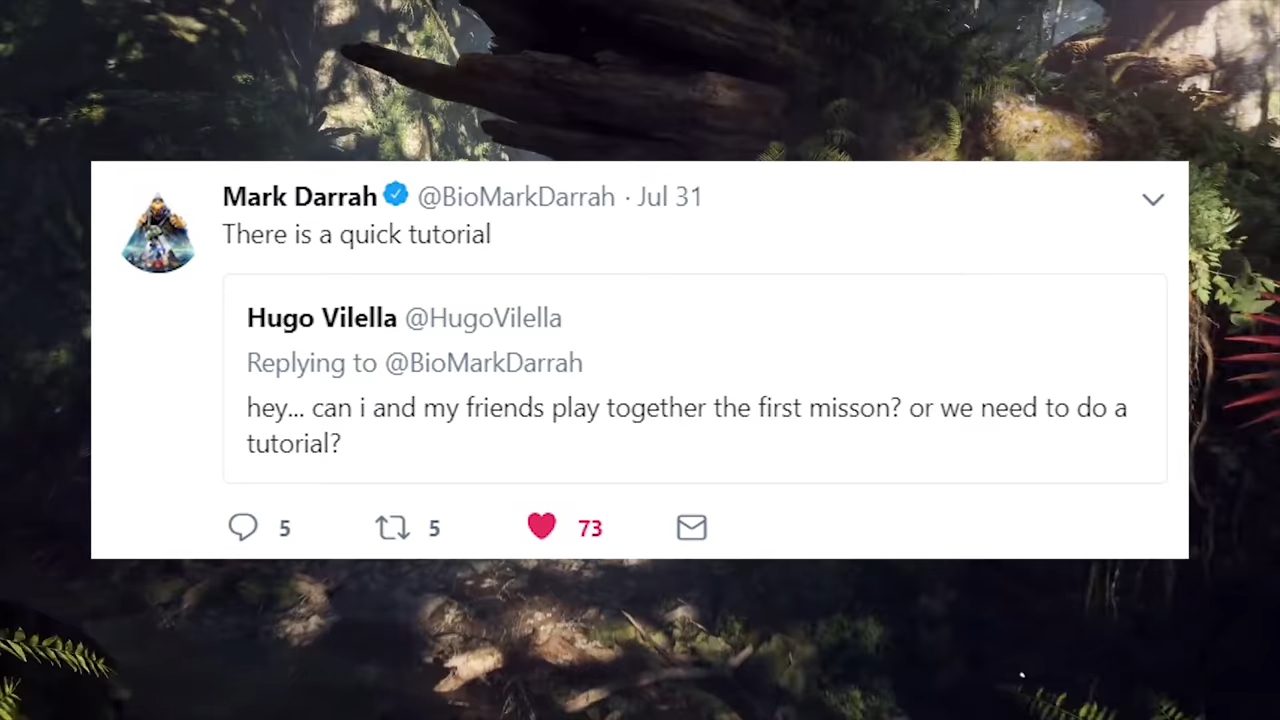 Mark Darrah @BioMarkDarrah · Jul 31
There is a quick tutorial
Hugo Vilella @HugoVilella
Replying to @BioMarkDarrah
hey... can i and my friends play together the first misson? or we need to do a
tutorial?
5 5 73